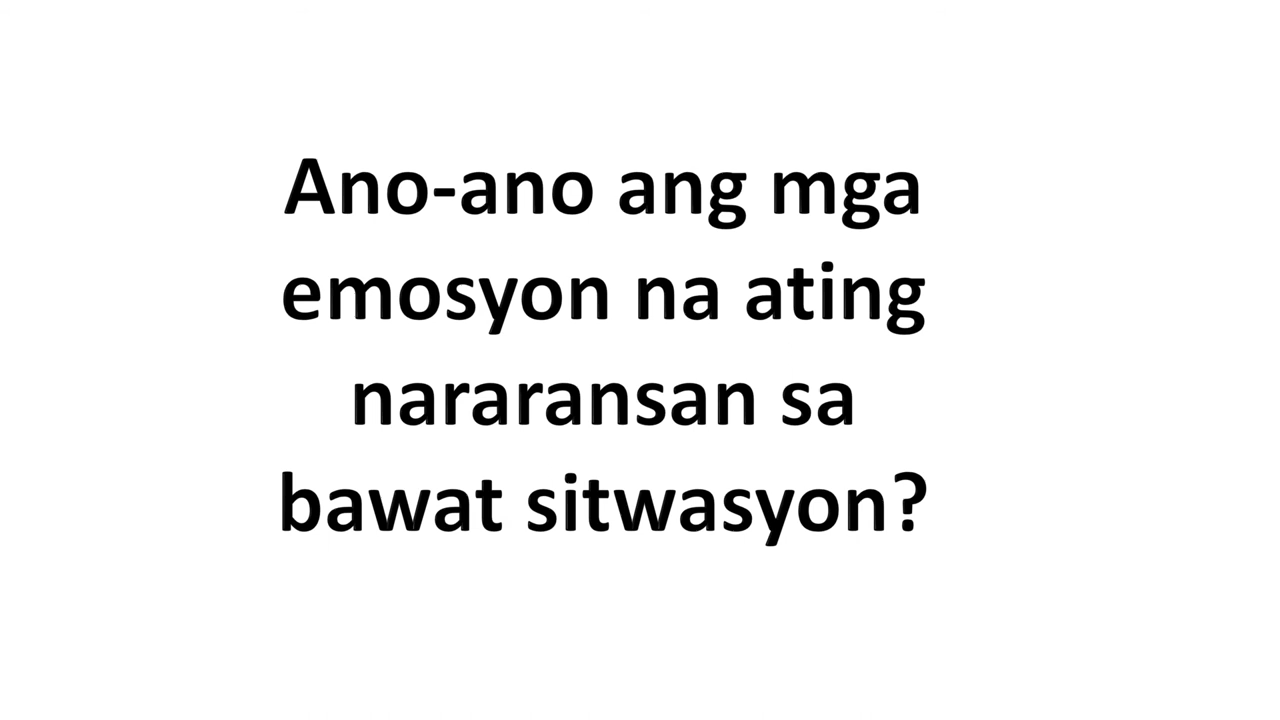 Ano-ano ang mga
emosyon na ating
nararansan sa
bawat sitwasyon?